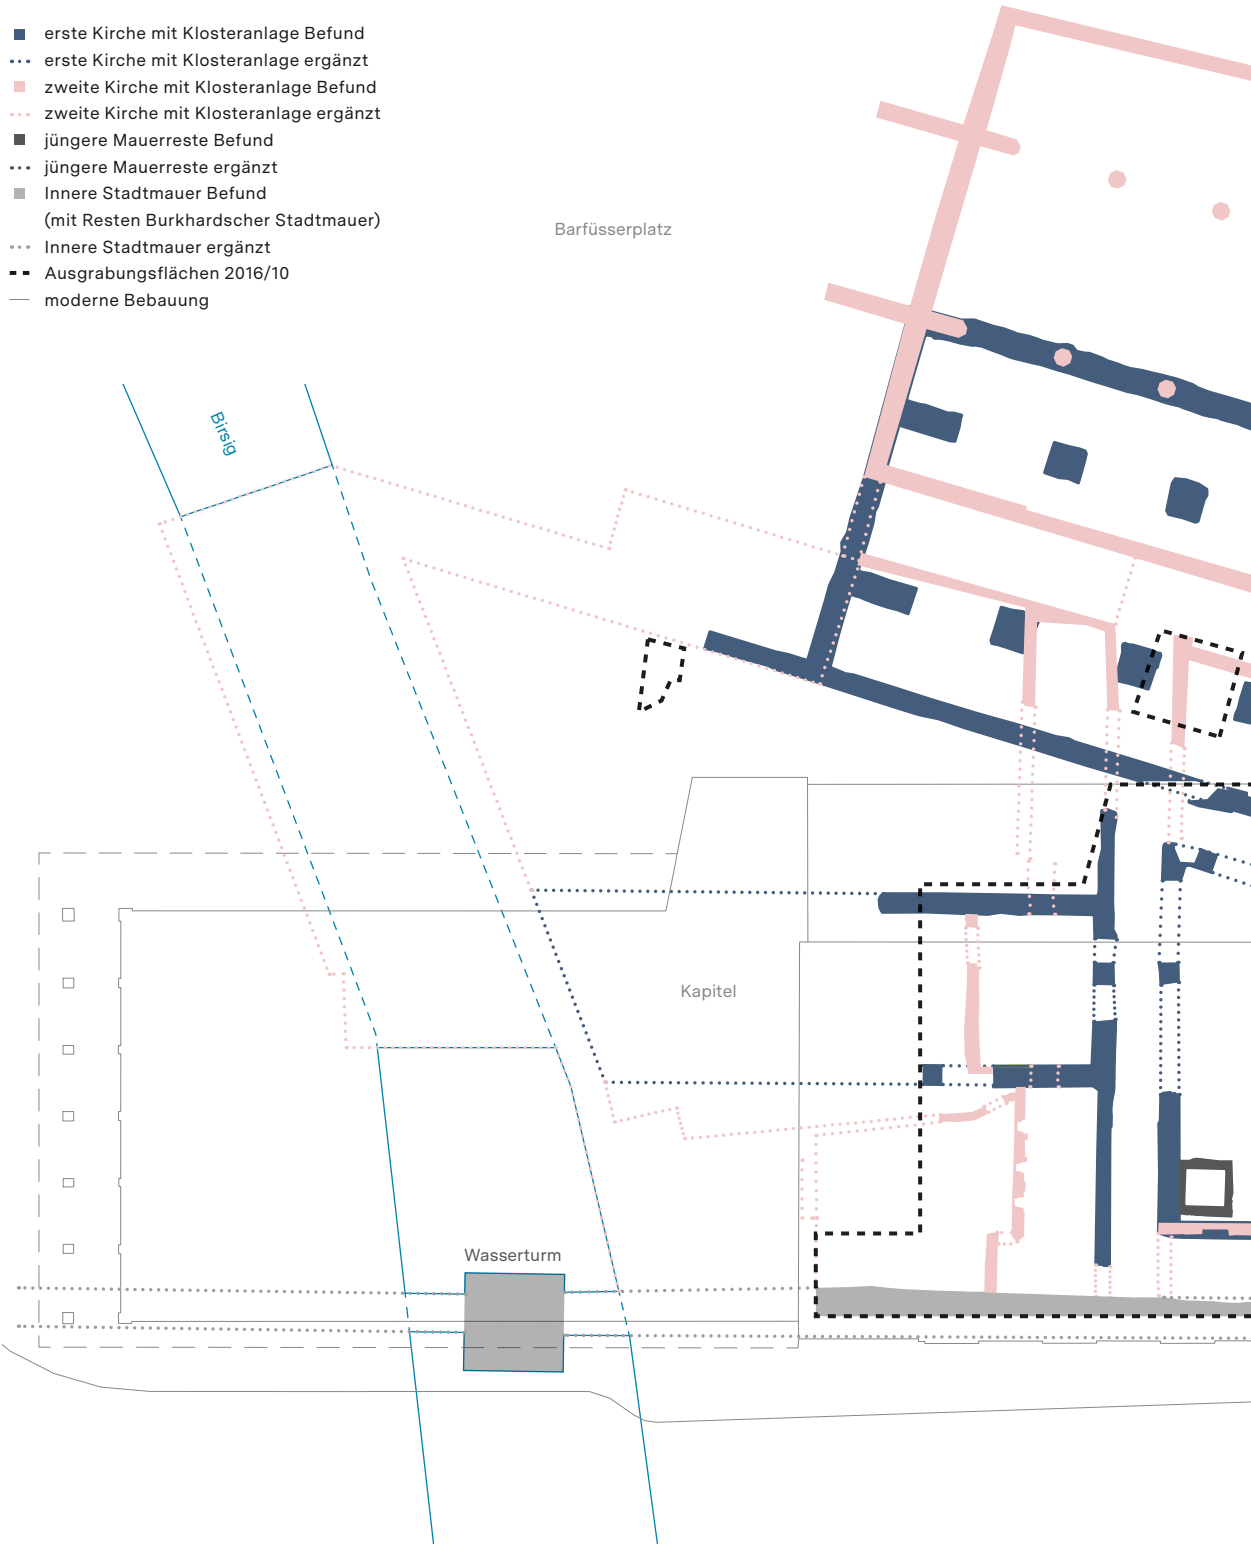 erste Kirche mit Klosteranlage Befund
erste Kirche mit Klosteranlage ergänzt
zweite Kirche mit Klosteranlage Befund
zweite Kirche mit Klosteranlage ergänzt
jüngere Mauerreste Befund
jüngere Mauerreste ergänzt
Innere Stadtmauer Befund
(mit Resten Burkhardscher Stadtmauer)
Innere Stadtmauer ergänzt
Ausgrabungsflächen 2016/10
moderne Bebauung
Barfüsserplatz
Birsig
Kapitel
Wasserturm